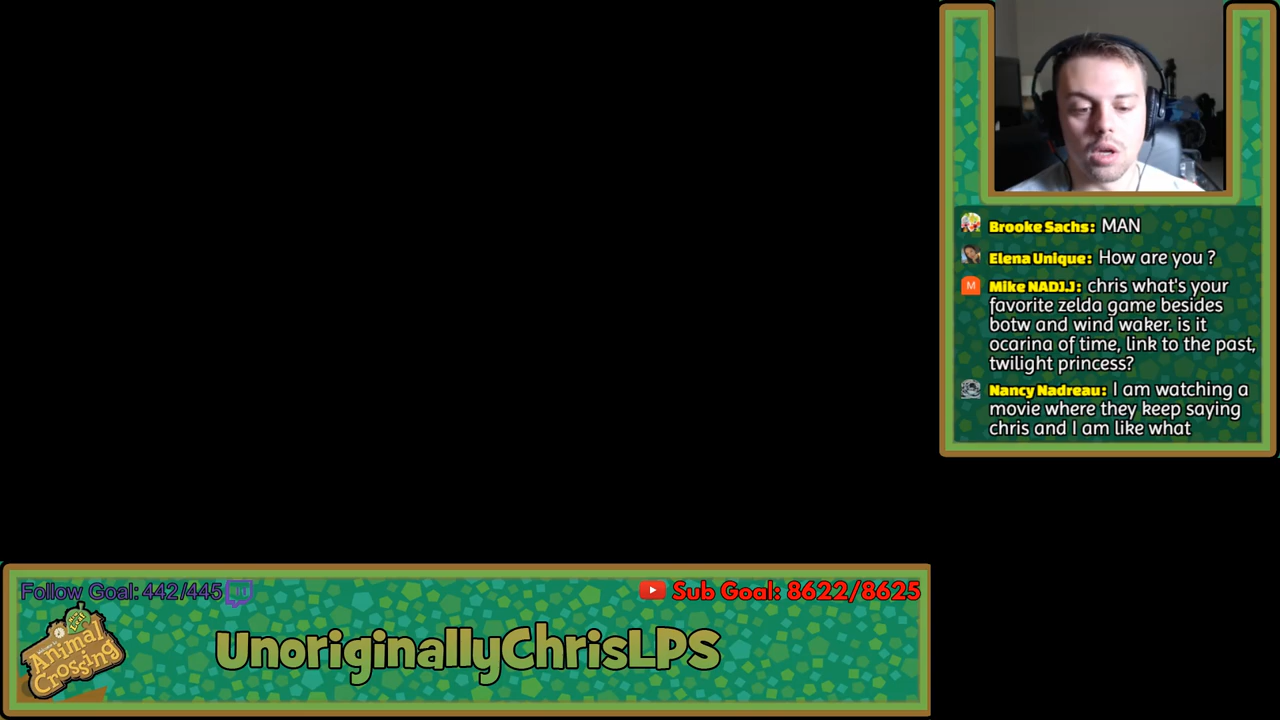 Brooke Sachs: MAN
Elena Unique: How are you ?
M
Mike NADJ.J: chris what's your
favorite zelda game besides
botw and wind waker. is it
ocarina of time, link to the past,
twilight princess?
Nancy Nadreau: I am watching a
movie where they keep saying
chris and I am like what
Follow Goal: 442/445
Sub Goal: 8622/8625
Animal
Crossing
UnoriginallyChrisLPS